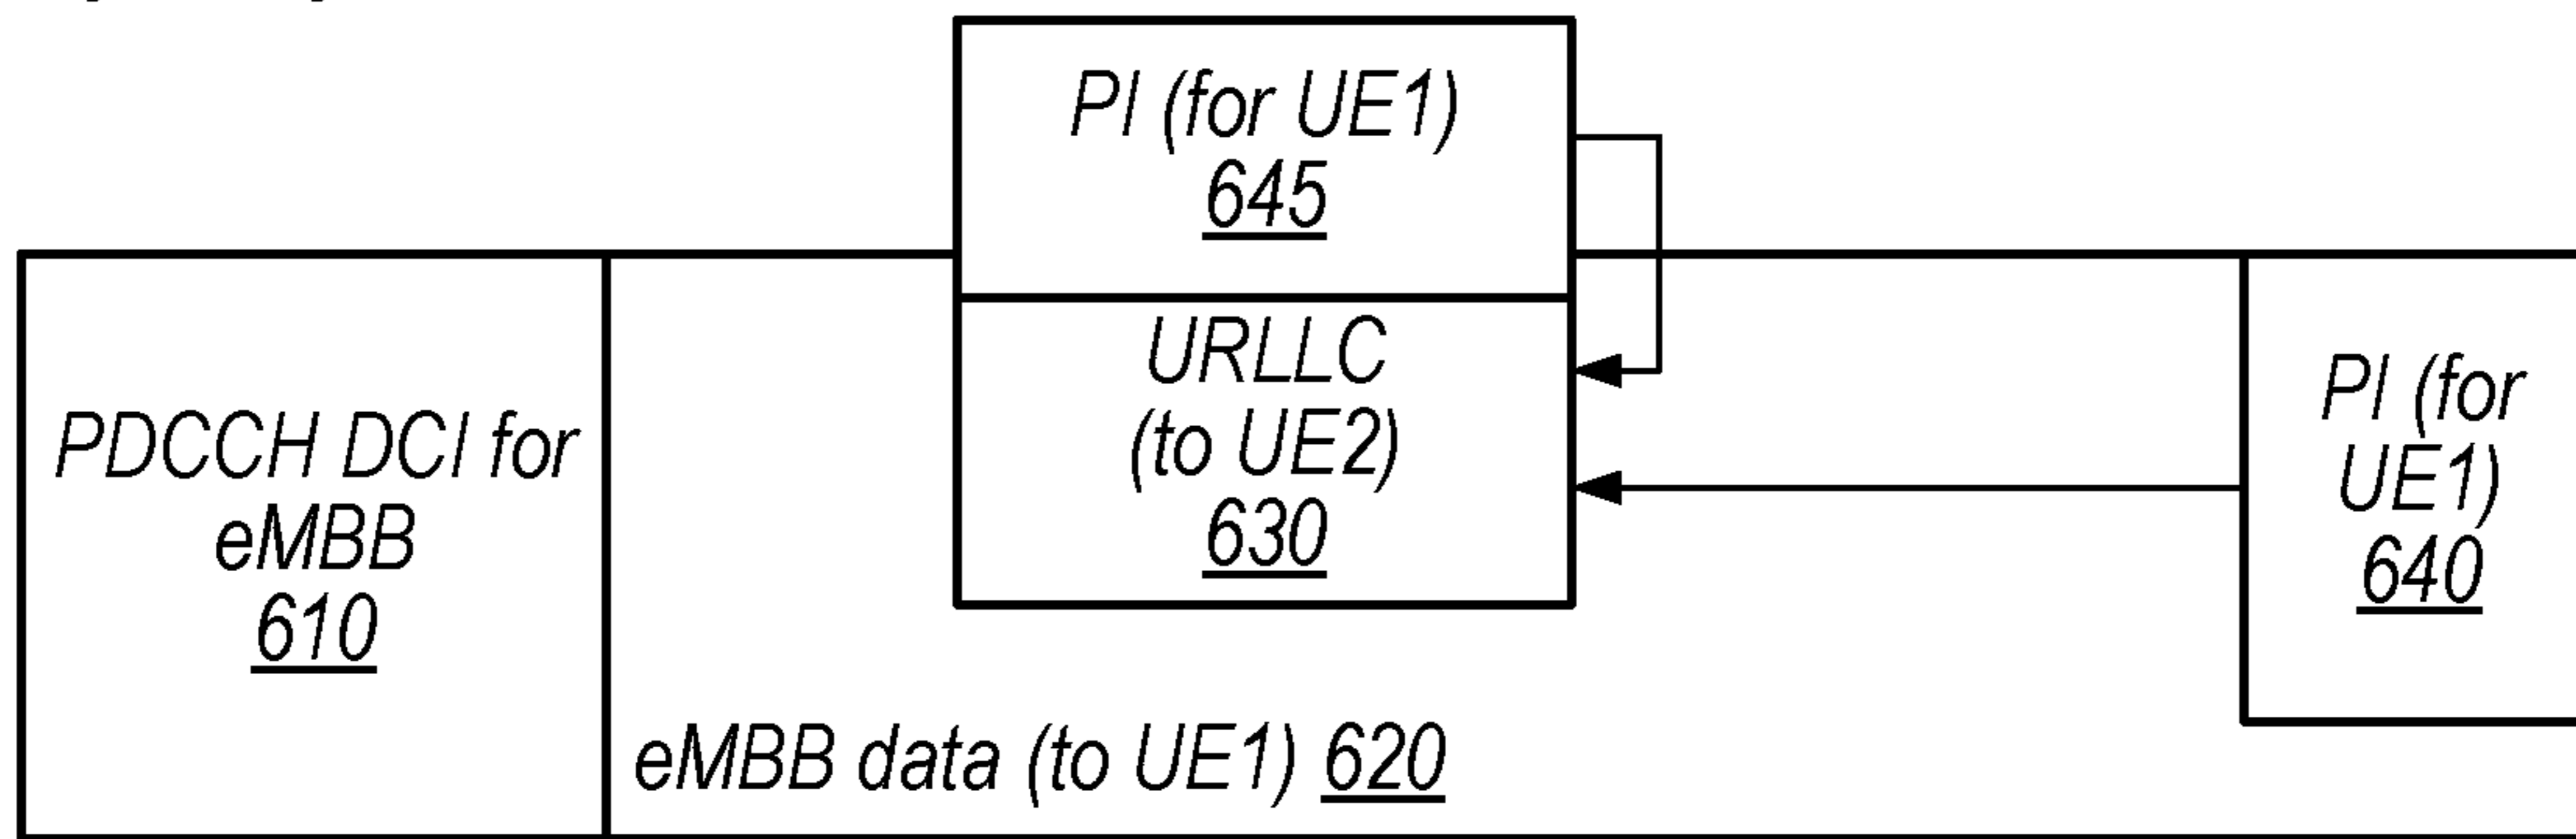 PI (for UE1)
645
URLLC
(to UE2)
630
PDCCH DCI for
eMBB
610
PI (for
UE1)
640
eMBB data (to UE1) 620